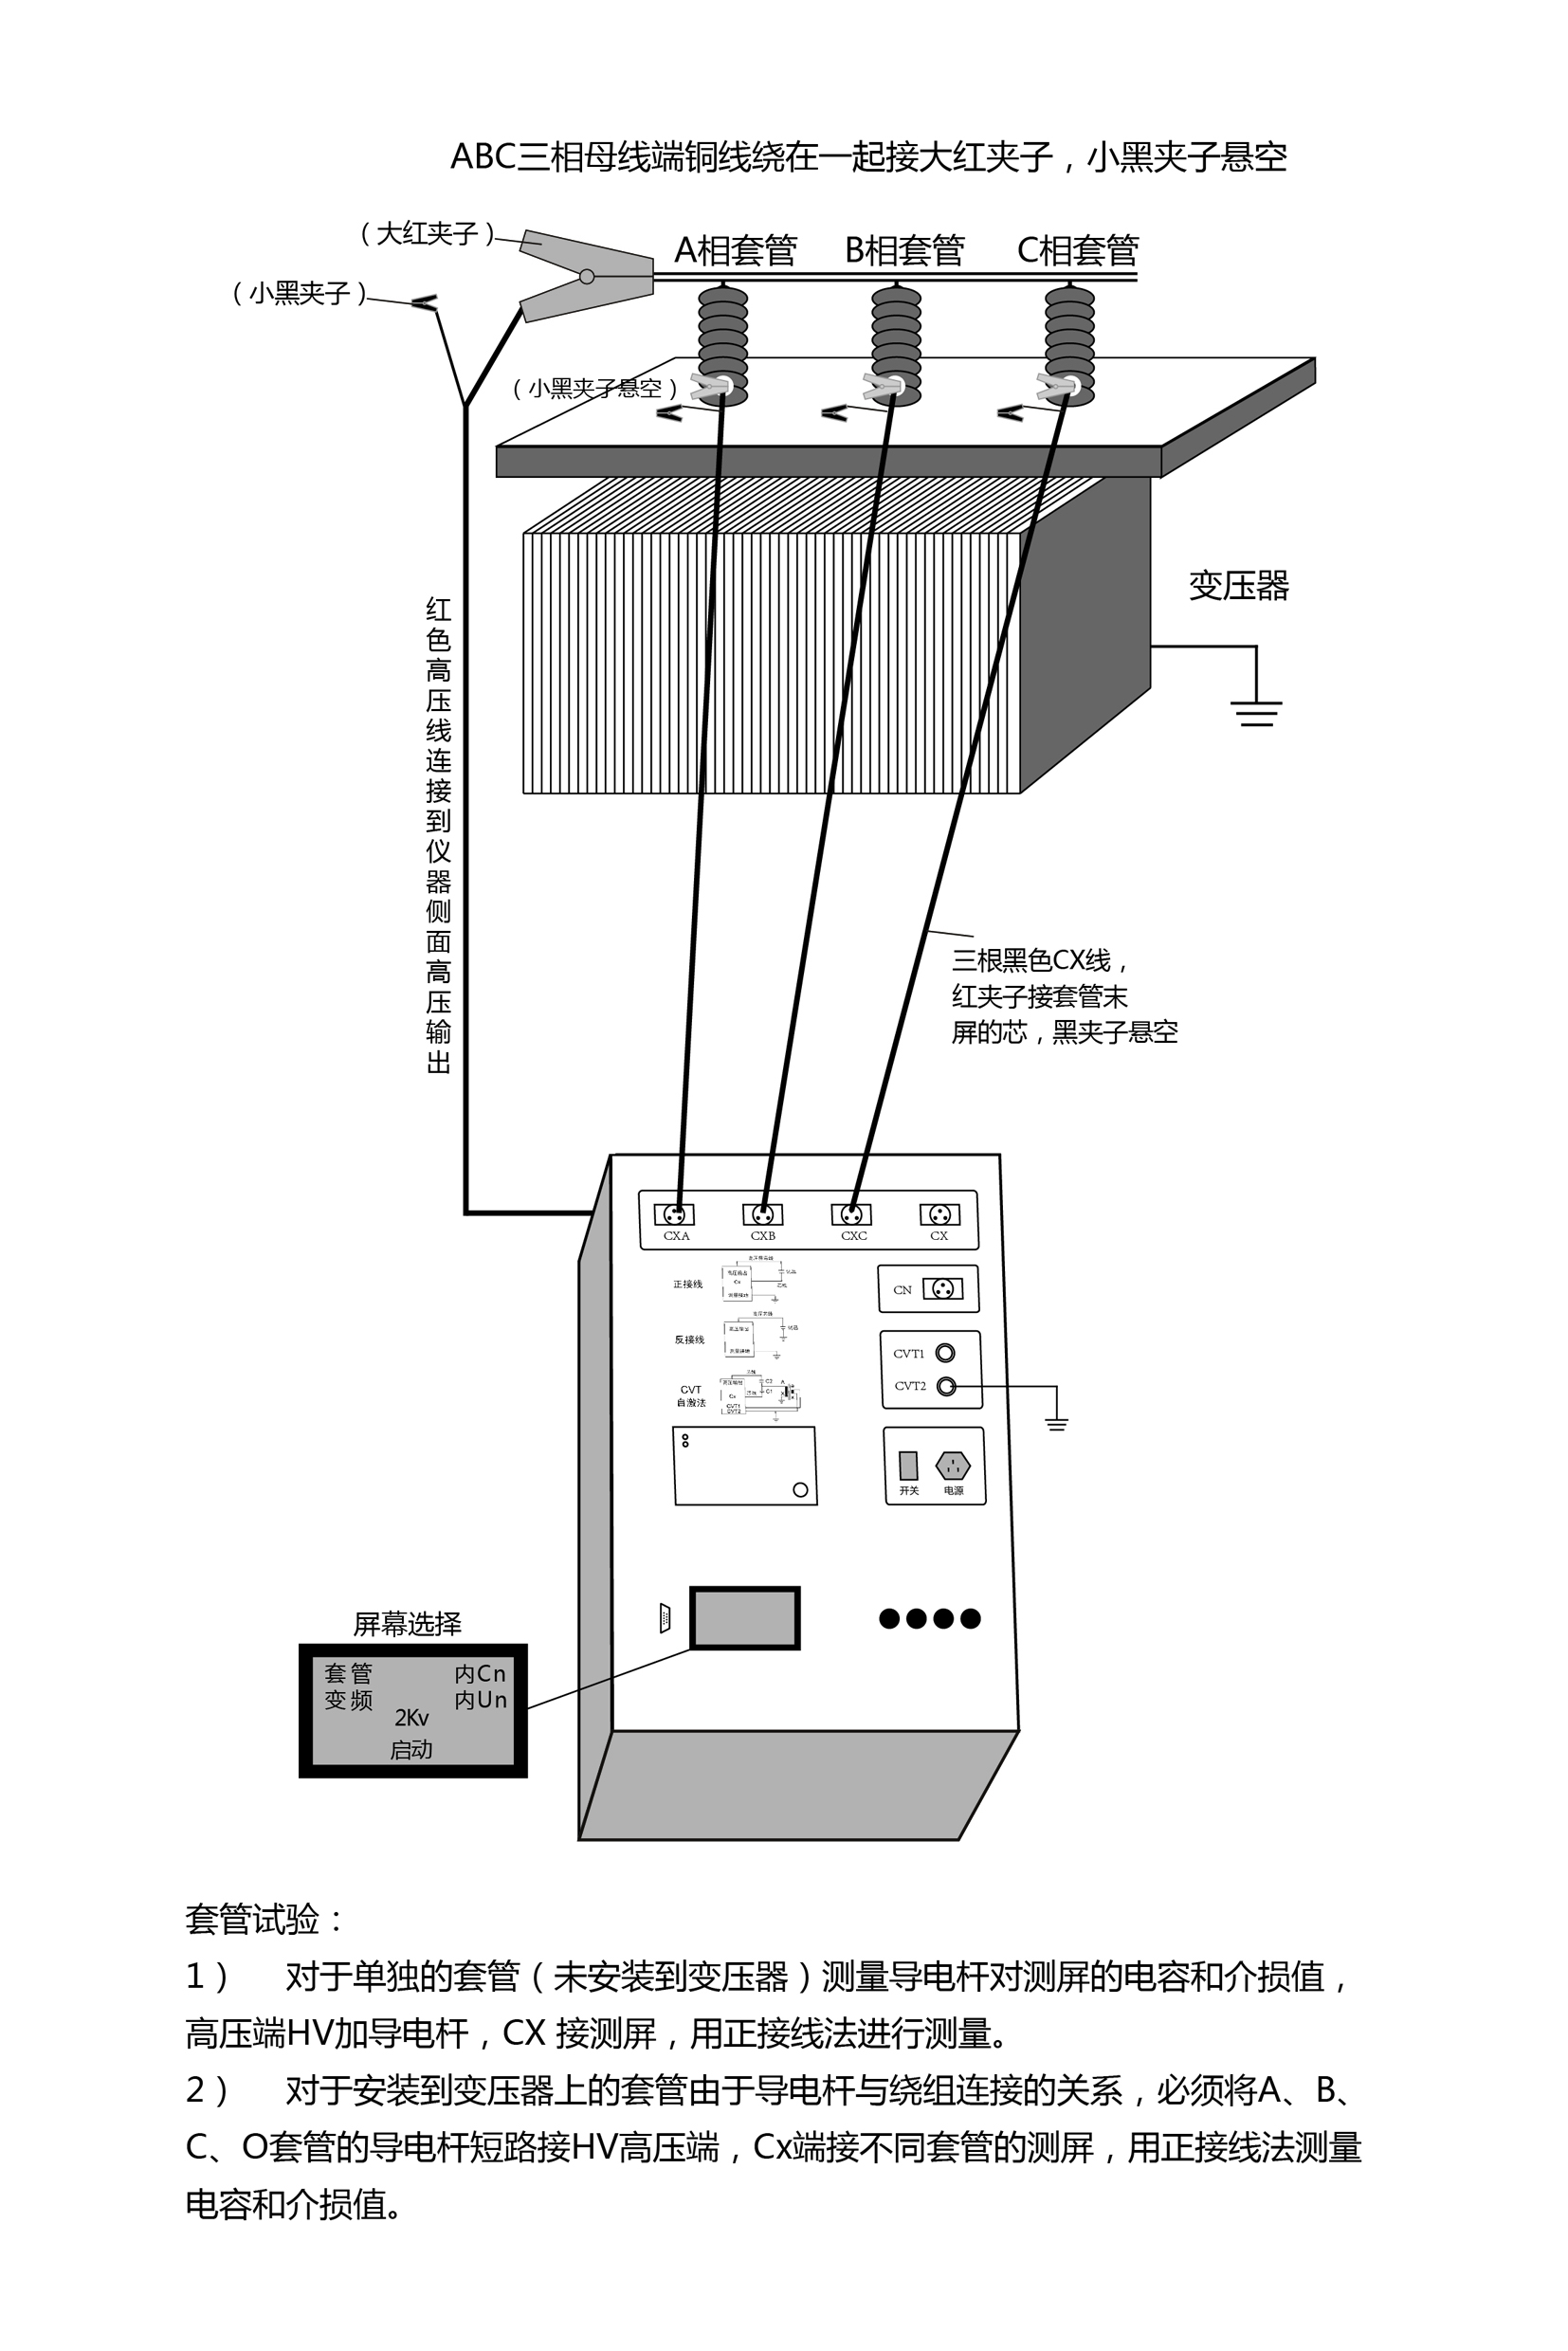 ABC三相母线端铜线绕在一起接大红夹子，小黑夹子悬空
（大红夹子）
A相套管 B相套管 C相套管
（小黑夹子）
（小黑夹子悬空）
变压器
红色高压线连接到仪器侧面高压输出
三根黑色CX线，
红夹子接套管末
屏的芯，黑夹子悬空
CXA CXB CXC CX
正接线
CN
反接线
CVT1
CVT2
CVT
自激法
开关 电源
屏幕选择
套管 内Cn
变频 内Un
2Kv
启动
套管试验：
1） 对于单独的套管（未安装到变压器）测量导电杆对测屏的电容和介损值，
高压端HV加导电杆，CX 接测屏，用正接线法进行测量。
2） 对于安装到变压器上的套管由于导电杆与绕组连接的关系，必须将A、B、
C、O套管的导电杆短路接HV高压端，Cx端接不同套管的测屏，用正接线法测量
电容和介损值。